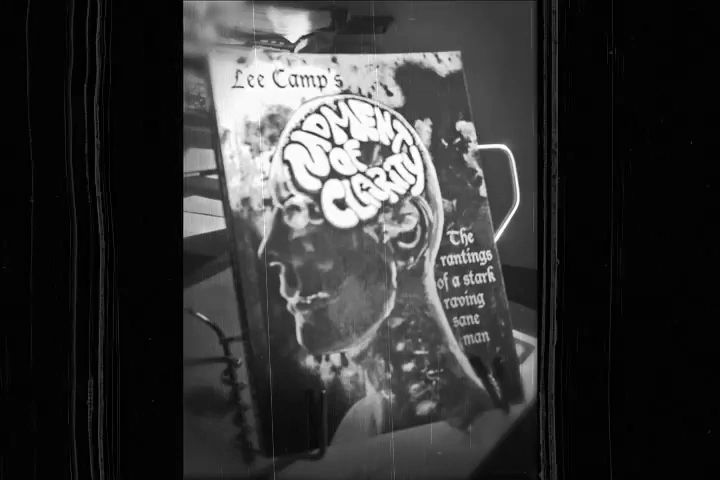 Lee Camp's
MOMENT
OF
CLARITY
The
rantings
of a stark
raving
sane
man